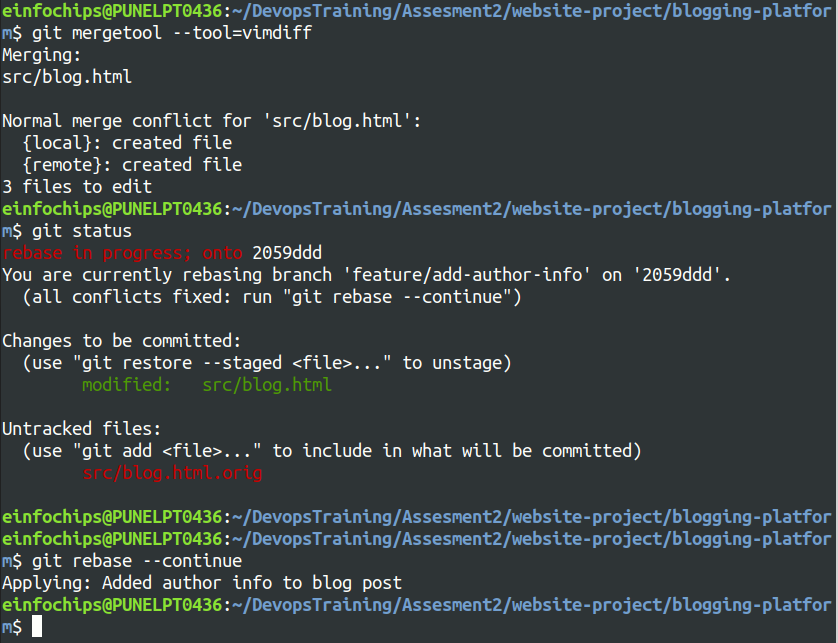 einfochips@PUNELPT0436:~/DevopsTraining/Assesment2/website-project/blogging-platfor
m$ git mergetool --tool=vimdiff
Merging:
src/blog.html
Normal merge conflict for 'src/blog.html':
  {local}: created file
  {remote}: created file
3 files to edit
einfochips@PUNELPT0436:~/DevopsTraining/Assesment2/website-project/blogging-platfor
m$ git status
rebase in progress; onto 2059ddd
You are currently rebasing branch 'feature/add-author-info' on '2059ddd'.
  (all conflicts fixed: run "git rebase --continue")
Changes to be committed:
  (use "git restore --staged <file>..." to unstage)
        modified:   src/blog.html
Untracked files:
  (use "git add <file>..." to include in what will be committed)
        src/blog.html.orig
einfochips@PUNELPT0436:~/DevopsTraining/Assesment2/website-project/blogging-platfor
einfochips@PUNELPT0436:~/DevopsTraining/Assesment2/website-project/blogging-platfor
m$ git rebase --continue
Applying: Added author info to blog post
einfochips@PUNELPT0436:~/DevopsTraining/Assesment2/website-project/blogging-platfor
m$